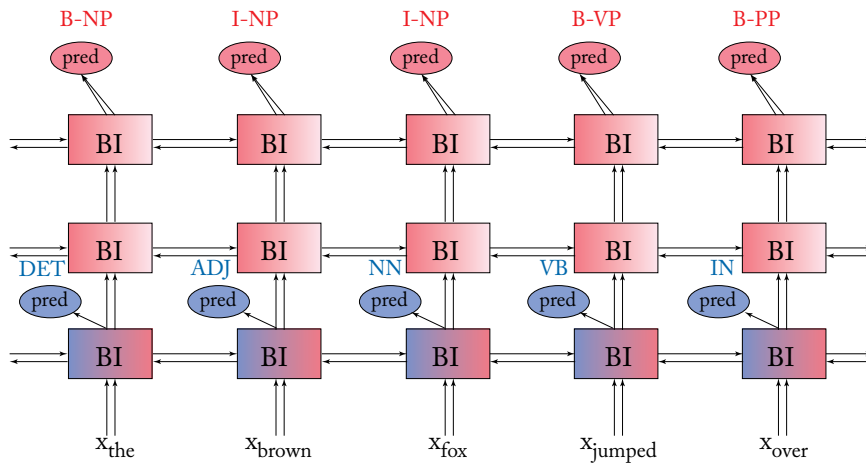 B-NP I-NP I-NP B-VP B-PP
pred pred pred pred pred
BI BI BI BI BI
BI BI BI BI BI
DET ADJ NN VB IN
pred pred pred pred pred
BI BI BI BI BI
x_the x_brown x_fox x_jumped x_over